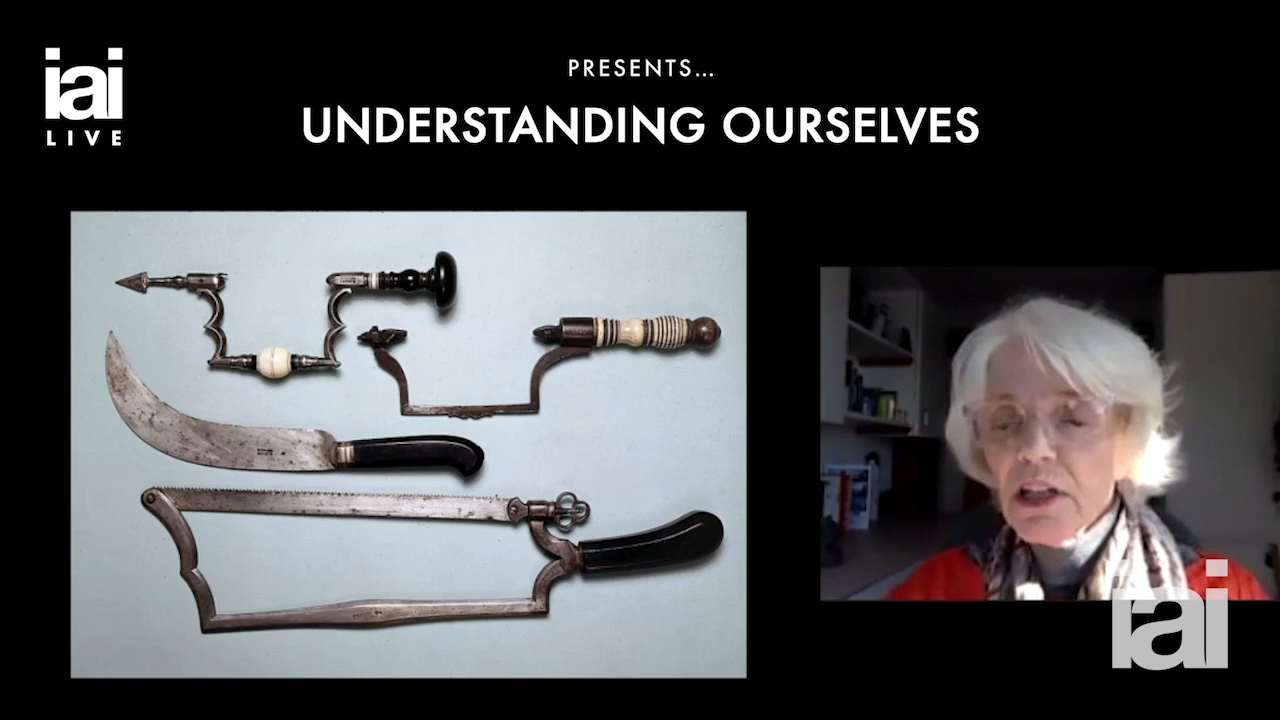 iai
LIVE
PRESENTS...
UNDERSTANDING OURSELVES
iai